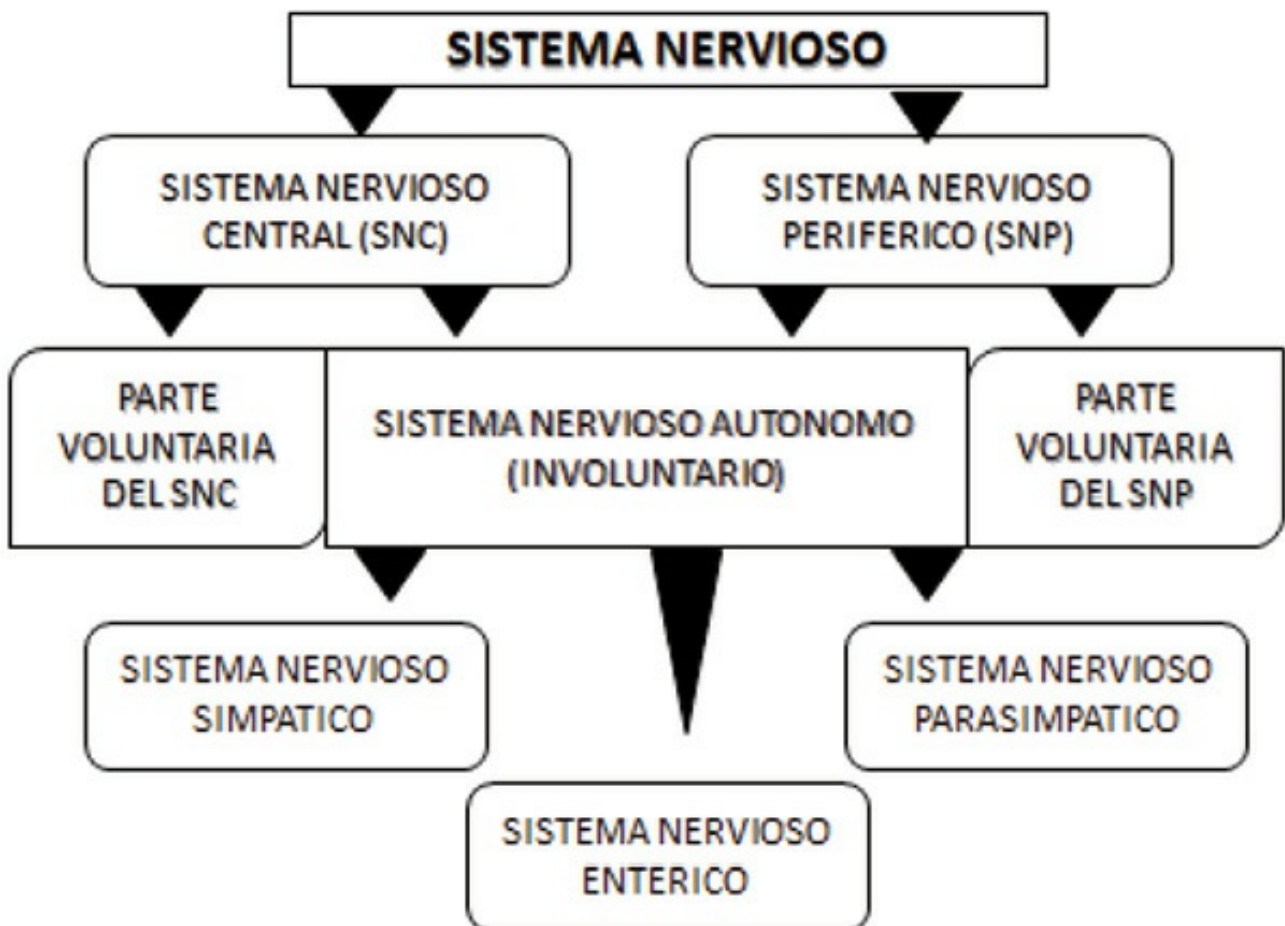 SISTEMA NERVIOSO
SISTEMA NERVIOSO
CENTRAL (SNC)
SISTEMA NERVIOSO
PERIFERICO (SNP)
PARTE
VOLUNTARIA
DEL SNC
SISTEMA NERVIOSO AUTONOMO
(INVOLUNTARIO)
PARTE
VOLUNTARIA
DEL SNP
SISTEMA NERVIOSO
SIMPATICO
SISTEMA NERVIOSO
PARASIMPATICO
SISTEMA NERVIOSO
ENTERICO